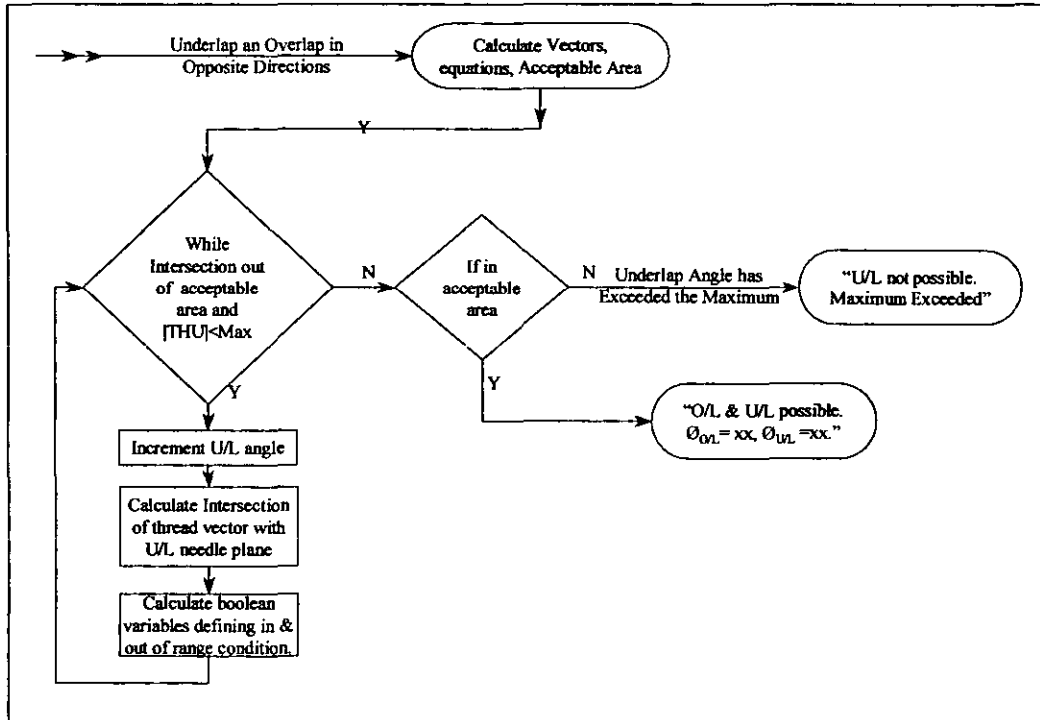 Underlap an Overlap in
Opposite Directions
Calculate Vectors,
equations, Acceptable Area
Y
While
Intersection out
of acceptable
area and
|THU|<Max
N
If in
acceptable
area
N
Underlap Angle has
Exceeded the Maximum
"U/L not possible.
Maximum Exceeded"
Y
Y
"O/L & U/L possible.
Ø_O/L = xx, Ø_U/L =xx."
Increment U/L angle
Calculate Intersection
of thread vector with
U/L needle plane
Calculate boolean
variables defining in &
out of range condition.